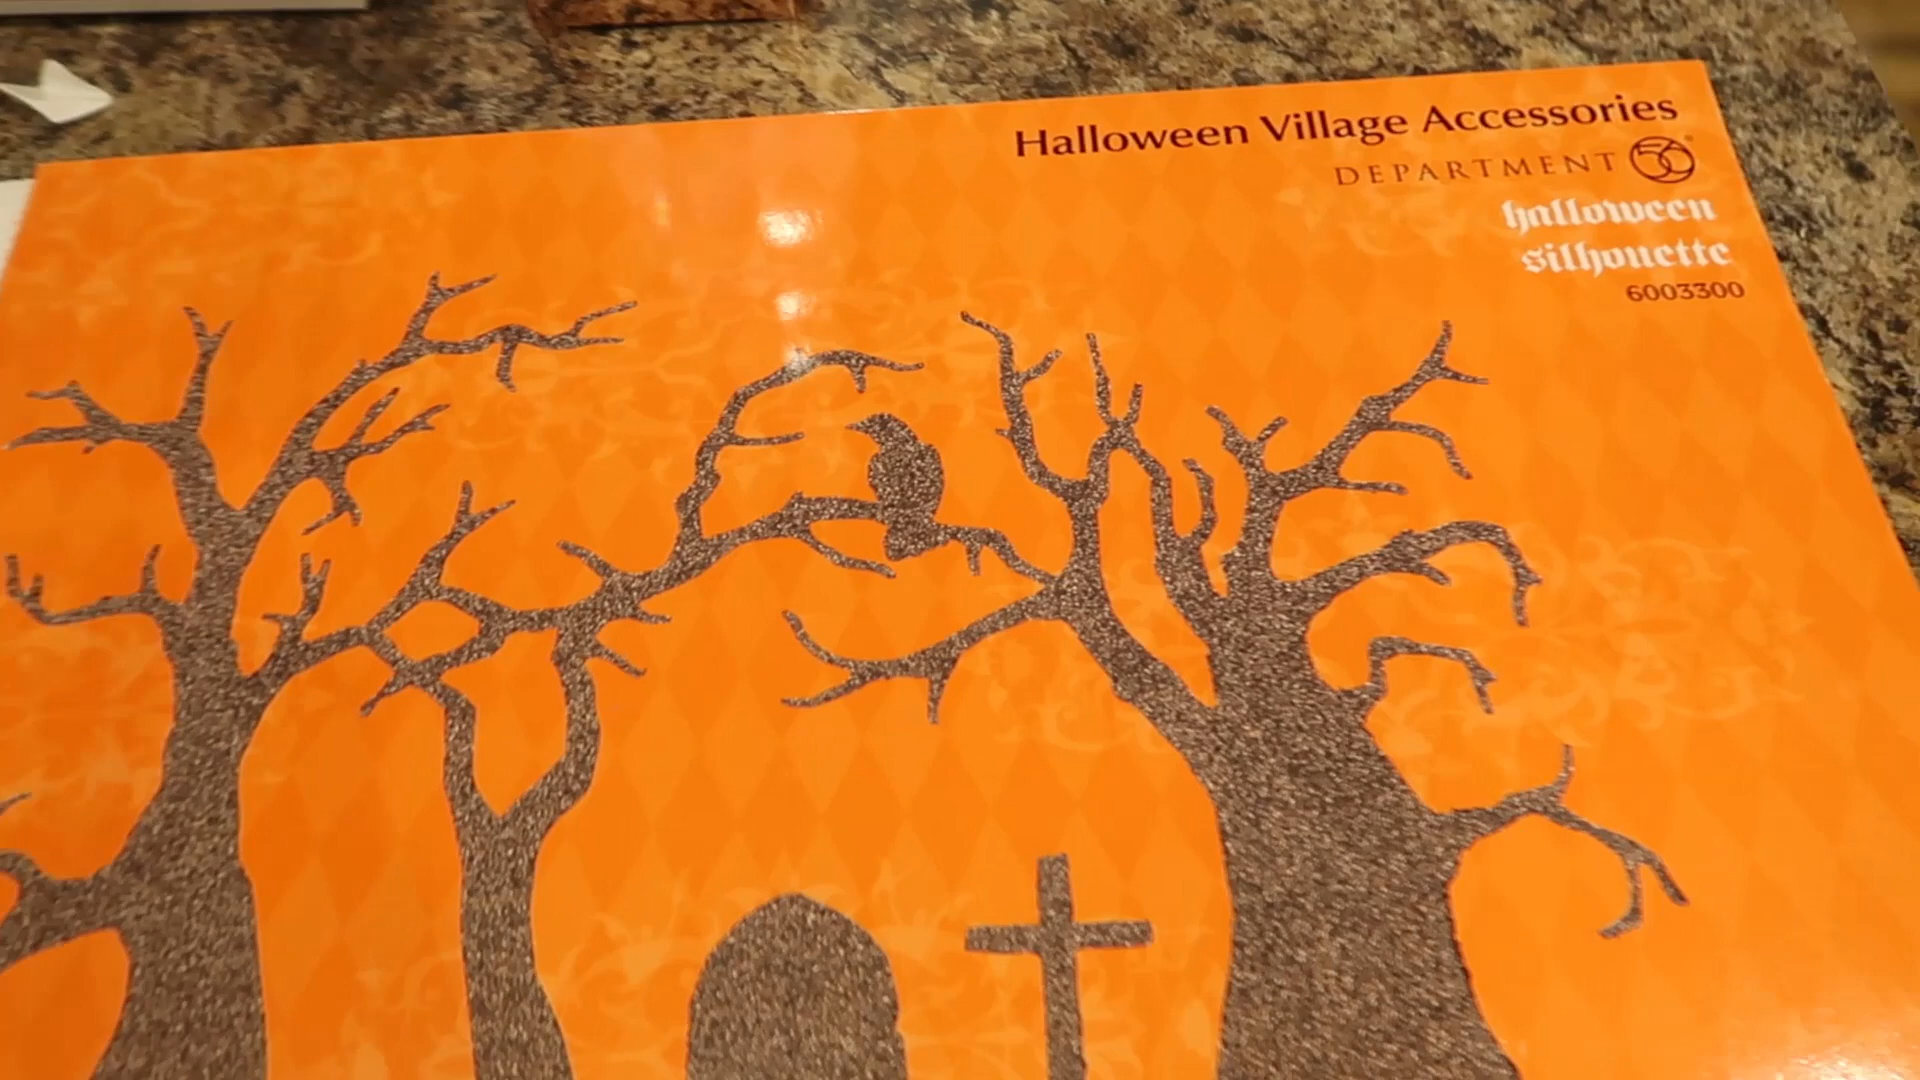 Halloween Village Accessories
DEPARTMENT 56
halloween
silhouette
6003300